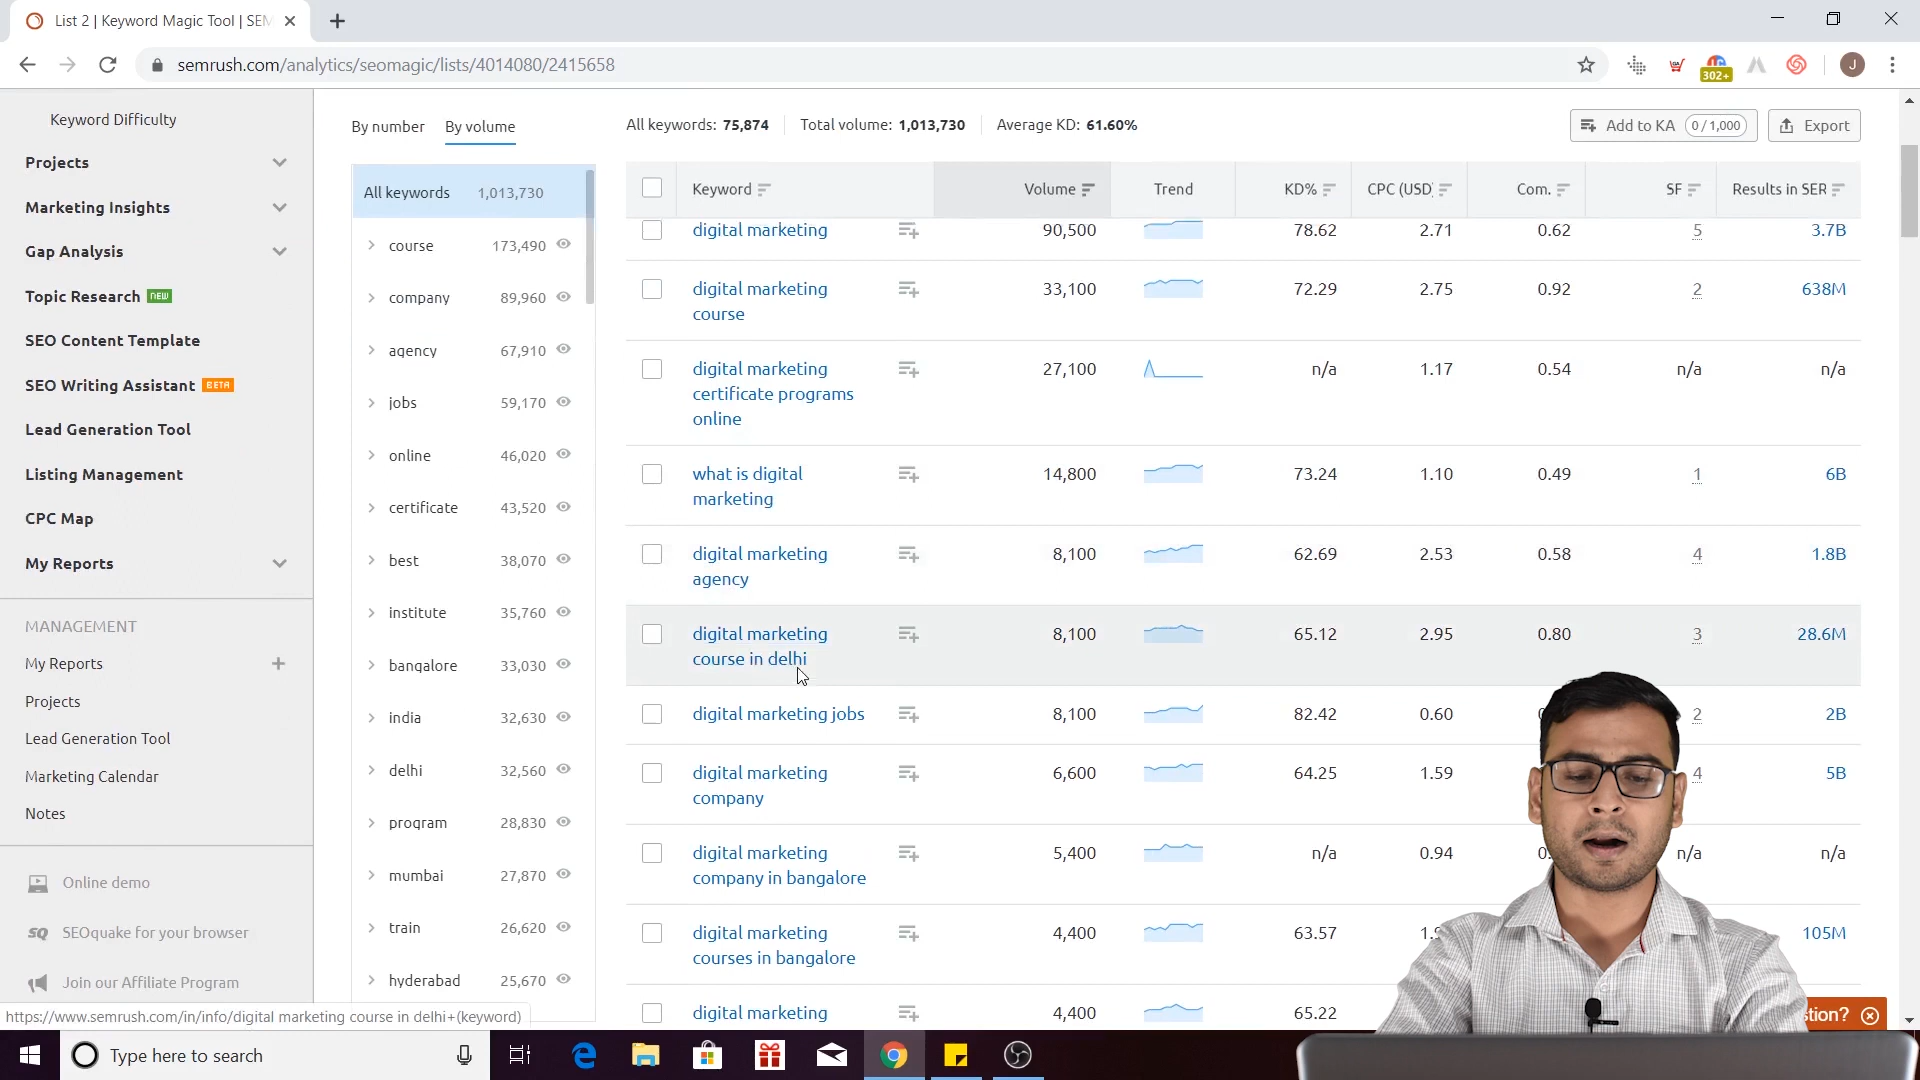 List 2 | Keyword Magic Tool | SEM
semrush.com/analytics/seomagic/lists/4014080/2415658
302+
J
Keyword Difficulty
Projects
Marketing Insights
Gap Analysis
Topic Research NEW
SEO Content Template
SEO Writing Assistant BETA
Lead Generation Tool
Listing Management
CPC Map
My Reports
MANAGEMENT
My Reports
Projects
Lead Generation Tool
Marketing Calendar
Notes
Online demo
SQ SEOquake for your browser
Join our Affiliate Program
By number By volume
All keywords 1,013,730
course 173,490
company 89,960
agency 67,910
jobs 59,170
online 46,020
certificate 43,520
best 38,070
institute 35,760
bangalore 33,030
india 32,630
delhi 32,560
program 28,830
mumbai 27,870
train 26,620
hyderabad 25,670
All keywords: 75,874 Total volume: 1,013,730 Average KD: 61.60%
Add to KA 0 / 1,000 Export
Keyword Volume Trend KD% CPC (USD) Com. SF Results in SER
digital marketing 90,500 78.62 2.71 0.62 5 3.7B
digital marketing 33,100 72.29 2.75 0.92 2 638M
course
digital marketing 27,100 n/a 1.17 0.54 n/a n/a
certificate programs
online
what is digital 14,800 73.24 1.10 0.49 1 6B
marketing
digital marketing 8,100 62.69 2.53 0.58 4 1.8B
agency
digital marketing 8,100 65.12 2.95 0.80 3 28.6M
course in delhi
digital marketing jobs 8,100 82.42 0.60 2 2B
digital marketing 6,600 64.25 1.59 4 5B
company
digital marketing 5,400 n/a 0.94 0. n/a n/a
company in bangalore
digital marketing 4,400 63.57 105M
courses in bangalore
digital marketing 4,400 65.22
stion?
https://www.semrush.com/in/info/digital marketing course in delhi+(keyword)
Type here to search